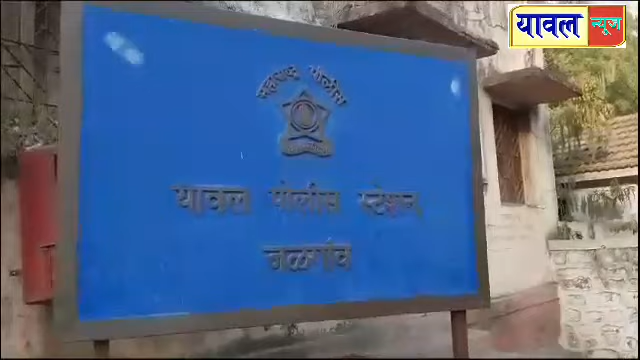 यावल न्यूज
महाराष्ट्र पोलीस
यावल पोलीस स्टेशन
जळगांव